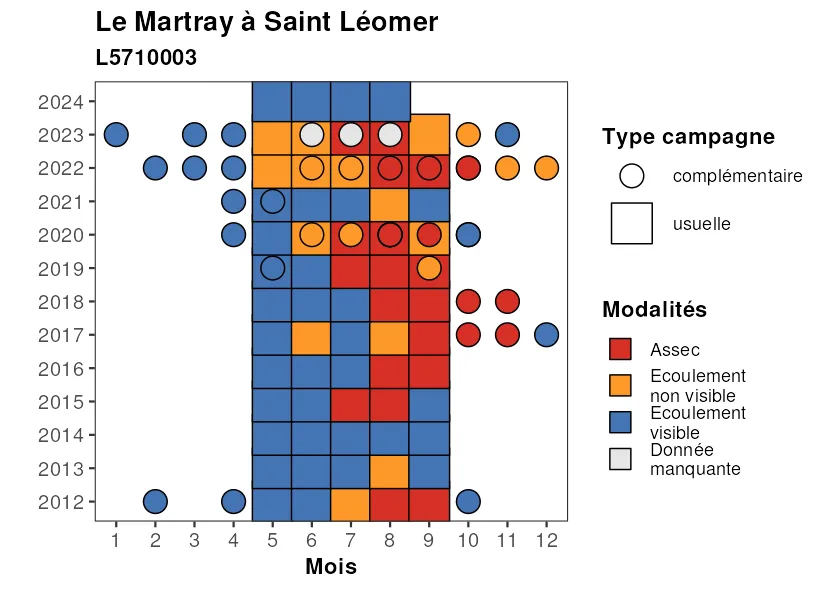 Le Martray à Saint Léomer
L5710003
2024
2023
2022
2021
2020
2019
2018
2017
2016
2015
2014
2013
2012
1 2 3 4 5 6 7 8 9 10 11 12
Mois
Type campagne
complémentaire
usuelle
Modalités
Assec
Ecoulement
non visible
Ecoulement
visible
Donnée
manquante